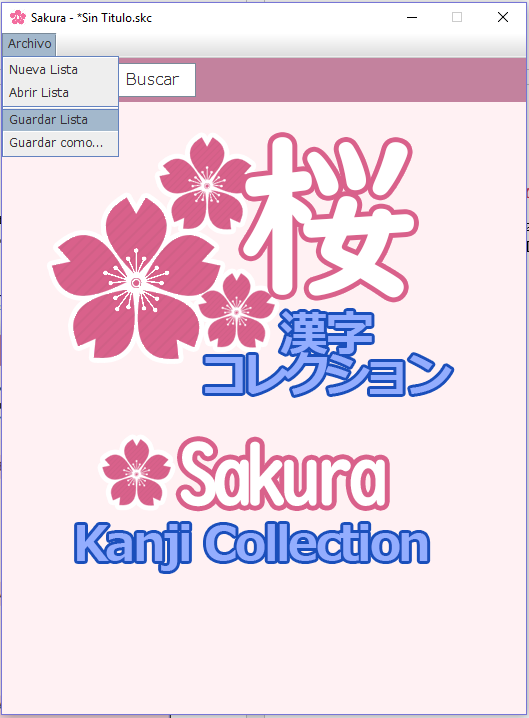 Sakura - *Sin Titulo.skc
Archivo
Nueva Lista
Abrir Lista
Guardar Lista
Guardar como...
Buscar
桜
漢字
コレクション
Sakura
Kanji Collection